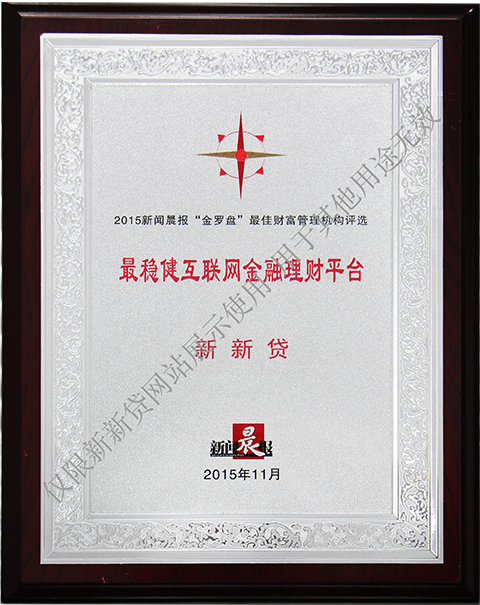 2015新闻晨报“金罗盘”最佳财富管理机构评选
最稳健互联网金融理财平台
新新贷
新闻晨报
2015年11月
仅限新新贷网站展示使用 用于其他用途无效